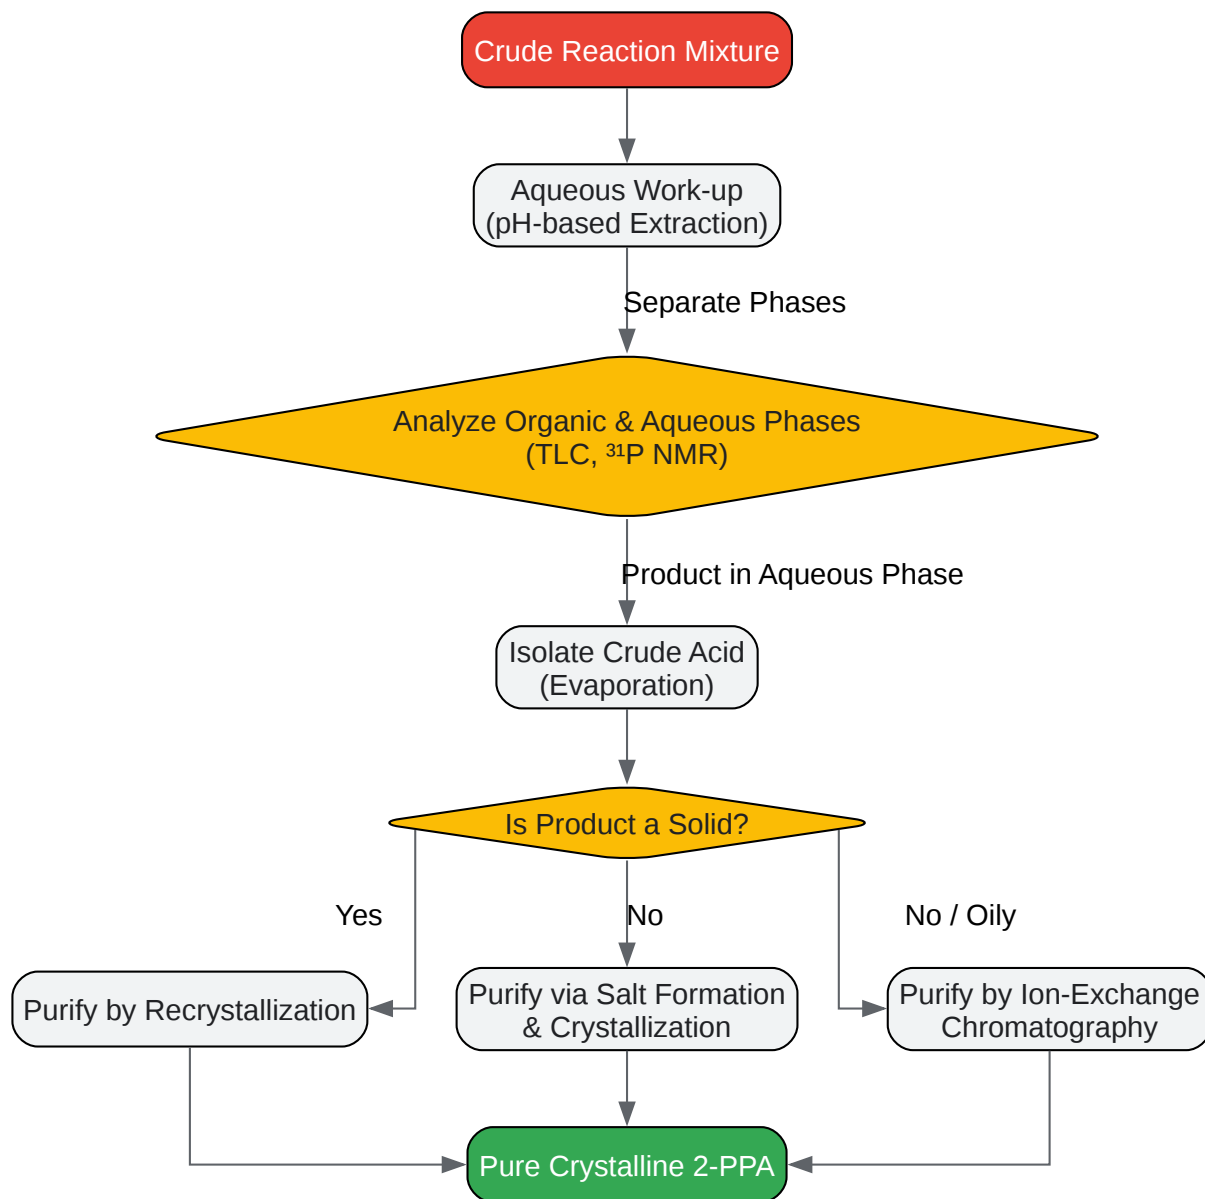 Crude Reaction Mixture
Aqueous Work-up
(pH-based Extraction)
Separate Phases
Analyze Organic & Aqueous Phases
(TLC, ³¹P NMR)
Product in Aqueous Phase
Isolate Crude Acid
(Evaporation)
Is Product a Solid?
Yes
No
No / Oily
Purify by Recrystallization
Purify via Salt Formation
& Crystallization
Purify by Ion-Exchange
Chromatography
Pure Crystalline 2-PPA